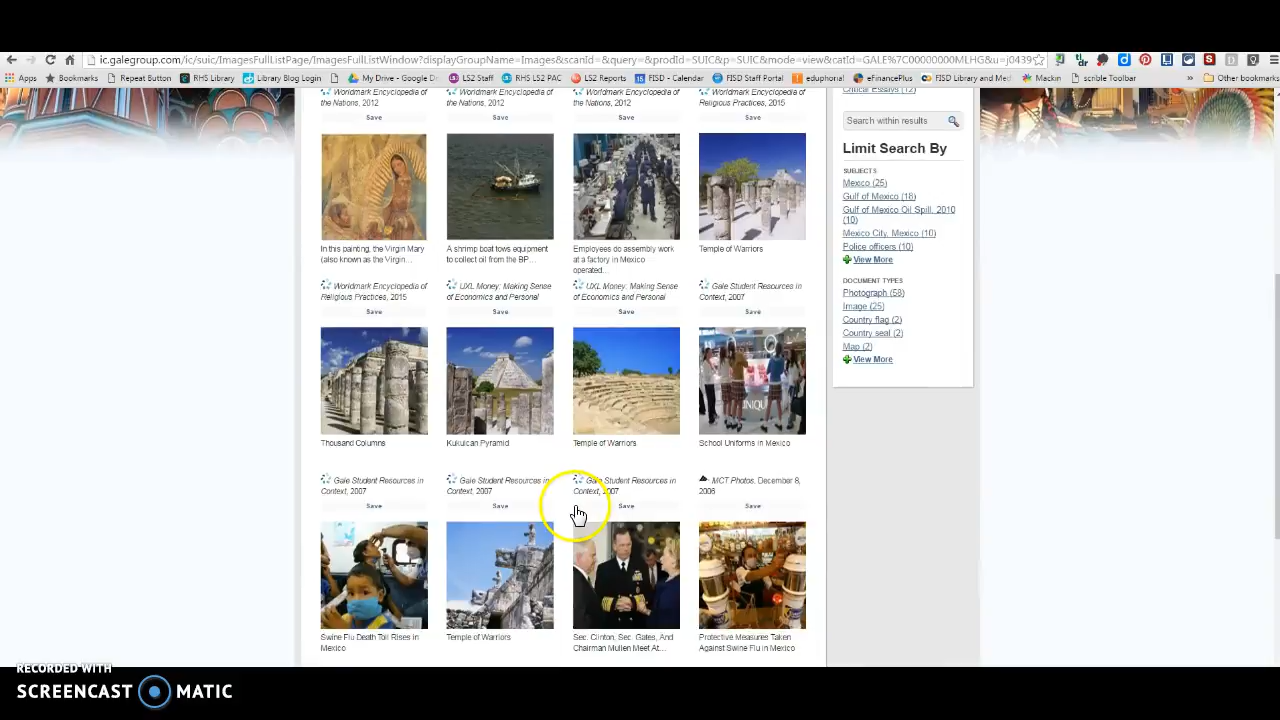 ic.galegroup.com/suic/ImagesFullListPage/ImagesFullListWindow?displayGroupName=Images&scanId=&query=&prodId=SUIC&p=SUIC&mode=view&catId=GALE%7C00000000MLHG&u=j0439
Apps Bookmarks Repeat Button RHS Library Library Blog Login My Drive - Google D LS2 Staff RHS LS2 PAC LS2 Reports FISD - Calendar FISD Staff Portal eduphoria! eFinancePlus FISD Library and Med Mackin scrible Toolbar » Other bookmarks
Worldmark Encyclopedia of the Nations, 2012
Worldmark Encyclopedia of the Nations, 2012
Worldmark Encyclopedia of the Nations, 2012
Worldmark Encyclopedia of Religious Practices, 2015
Save Save Save Save
In this painting, the Virgin Mary (also known as the Virgin...
A shrimp boat tows equipment to collect oil from the BP...
Employees do assembly work at a factory in Mexico operated...
Temple of Warriors
Worldmark Encyclopedia of Religious Practices, 2015
UXL Money: Making Sense of Economics and Personal
UXL Money: Making Sense of Economics and Personal
Gale Student Resources in Context, 2007
Save Save Save Save
UNIQUE
Thousand Columns
Kukulcan Pyramid
Temple of Warriors
School Uniforms in Mexico
Gale Student Resources in Context, 2007
Gale Student Resources in Context, 2007
Gale Student Resources in Context, 2007
MCT Photos, December 8, 2006
Save Save Save Save
Swine Flu Death Toll Rises in Mexico
Temple of Warriors
Sec. Clinton, Sec. Gates, And Chairman Mullen Meet At...
Protective Measures Taken Against Swine Flu in Mexico
Critical Essays (12)
Search within results
Limit Search By
SUBJECTS
Mexico (25)
Gulf of Mexico (18)
Gulf of Mexico Oil Spill, 2010
(10)
Mexico City, Mexico (10)
Police officers (10)
View More
DOCUMENT TYPES
Photograph (58)
Image (25)
Country flag (2)
Country seal (2)
Map (2)
View More
RECORDED WITH
SCREENCAST MATIC